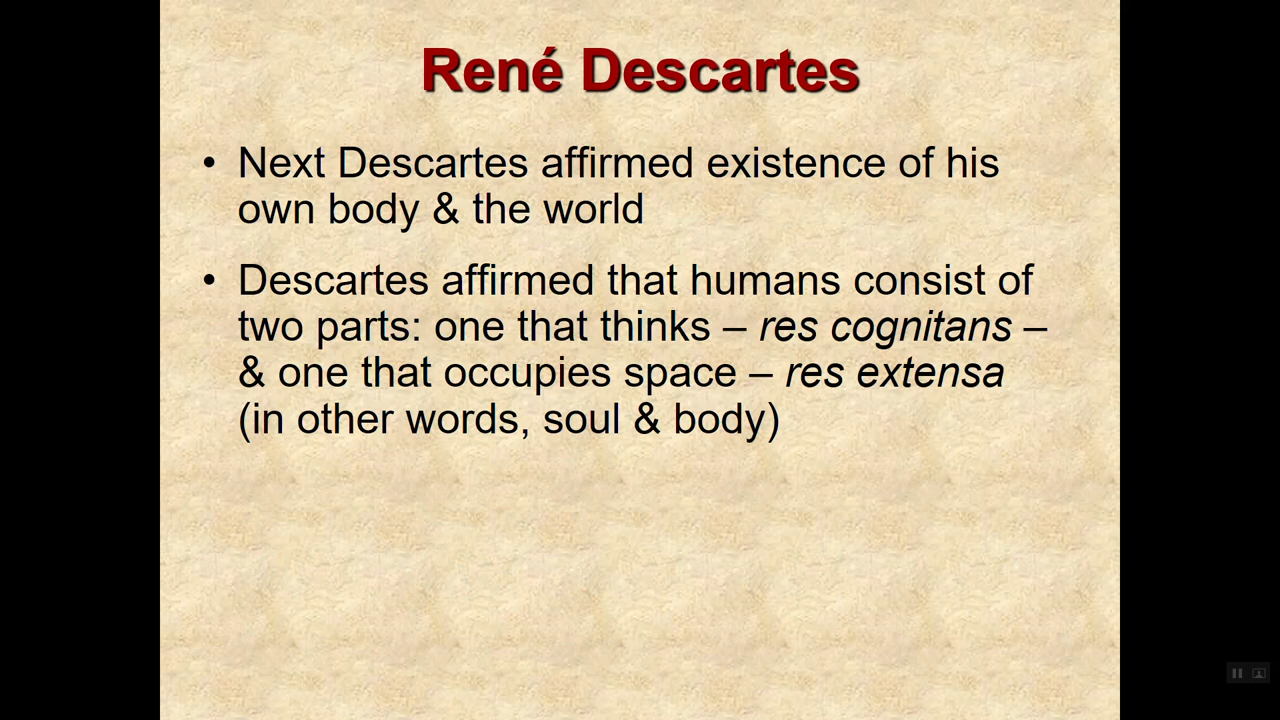 René Descartes
• Next Descartes affirmed existence of his
own body & the world
• Descartes affirmed that humans consist of
two parts: one that thinks – res cognitans –
& one that occupies space – res extensa
(in other words, soul & body)